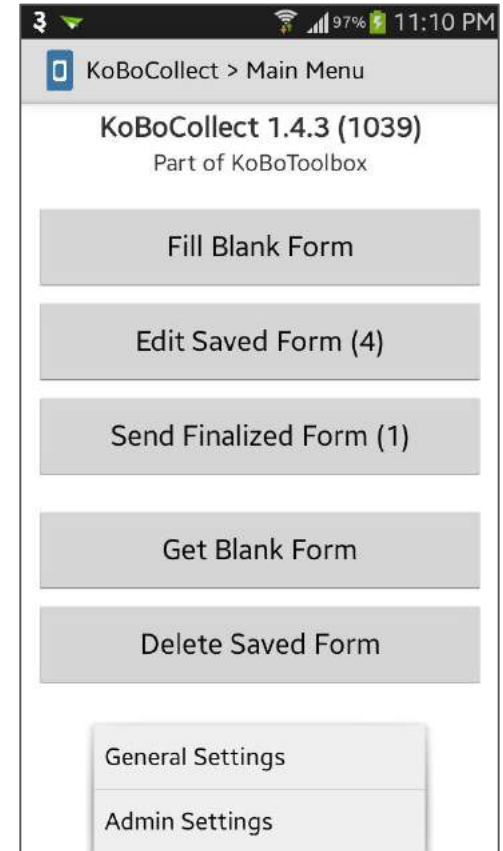 97% 11:10 PM
KoBoCollect > Main Menu
KoBoCollect 1.4.3 (1039)
Part of KoBoToolbox
Fill Blank Form
Edit Saved Form (4)
Send Finalized Form (1)
Get Blank Form
Delete Saved Form
General Settings
Admin Settings